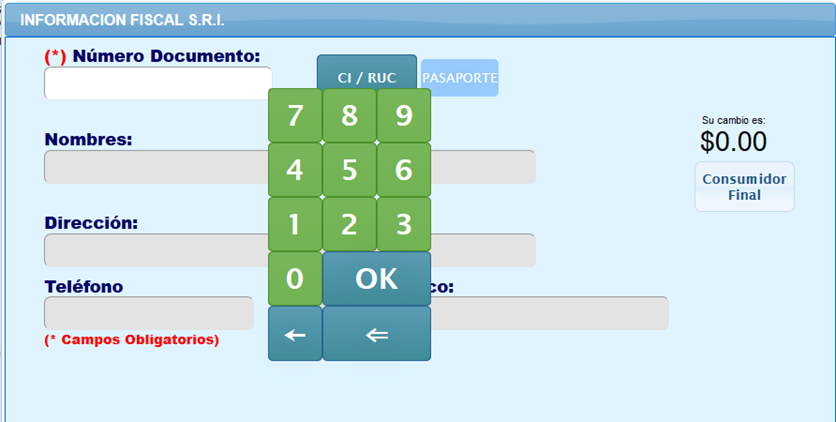 INFORMACION FISCAL S.R.I.
(*) Número Documento:
CI / RUC
PASAPORTE
7 8 9
Su cambio es:
$0.00
Nombres:
4 5 6
Consumidor
Final
Dirección:
1 2 3
0 OK
Teléfono
co:
← ⇐
(* Campos Obligatorios)